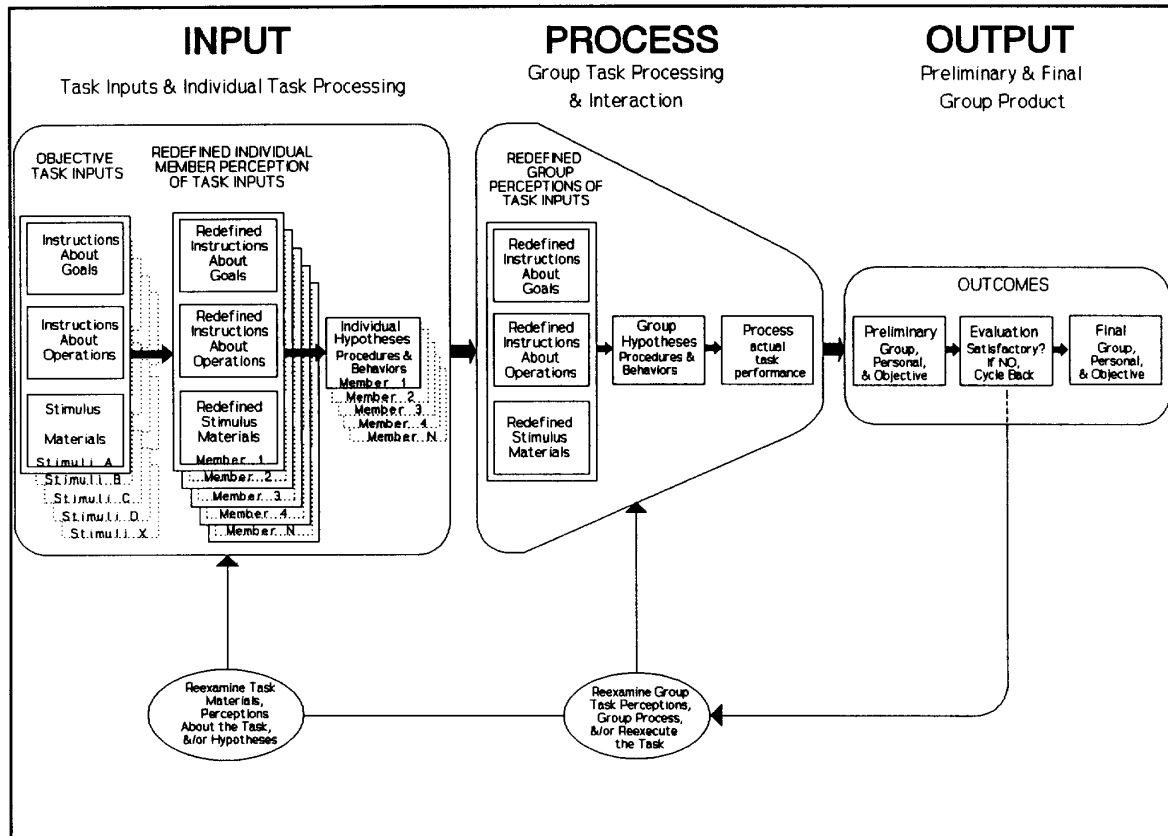 INPUT
Task Inputs & Individual Task Processing
OBJECTIVE
TASK INPUTS
Instructions
About
Goals
Instructions
About
Operations
Stimulus
Materials
Stimuli A
Stimuli B
Stimuli C
Stimuli D
Stimuli X
REDEFINED INDIVIDUAL
MEMBER PERCEPTION
OF TASK INPUTS
Redefined
Instructions
About
Goals
Redefined
Instructions
About
Operations
Redefined
Stimulus
Materials
Member 1
Member 2
Member 3
Member 4
Member N
Individual
Hypotheses
Procedures &
Behaviors
Member 1
Member 2
Member 3
Member 4
Member N
PROCESS
Group Task Processing
& Interaction
REDEFINED
GROUP
PERCEPTIONS OF
TASK INPUTS
Redefined
Instructions
About
Goals
Redefined
Instructions
About
Operations
Redefined
Stimulus
Materials
Group
Hypotheses
Procedures &
Behaviors
Process
actual
task
performance
OUTPUT
Preliminary & Final
Group Product
OUTCOMES
Preliminary
Group,
Personal,
& Objective
Evaluation
Satisfactory?
If NO,
Cycle Back
Final
Group,
Personal,
& Objective
Reexamine Task
Materials,
Perceptions
About the Task,
&/or Hypotheses
Reexamine Group
Task Perceptions,
Group Process,
&/or Reexecute
the Task